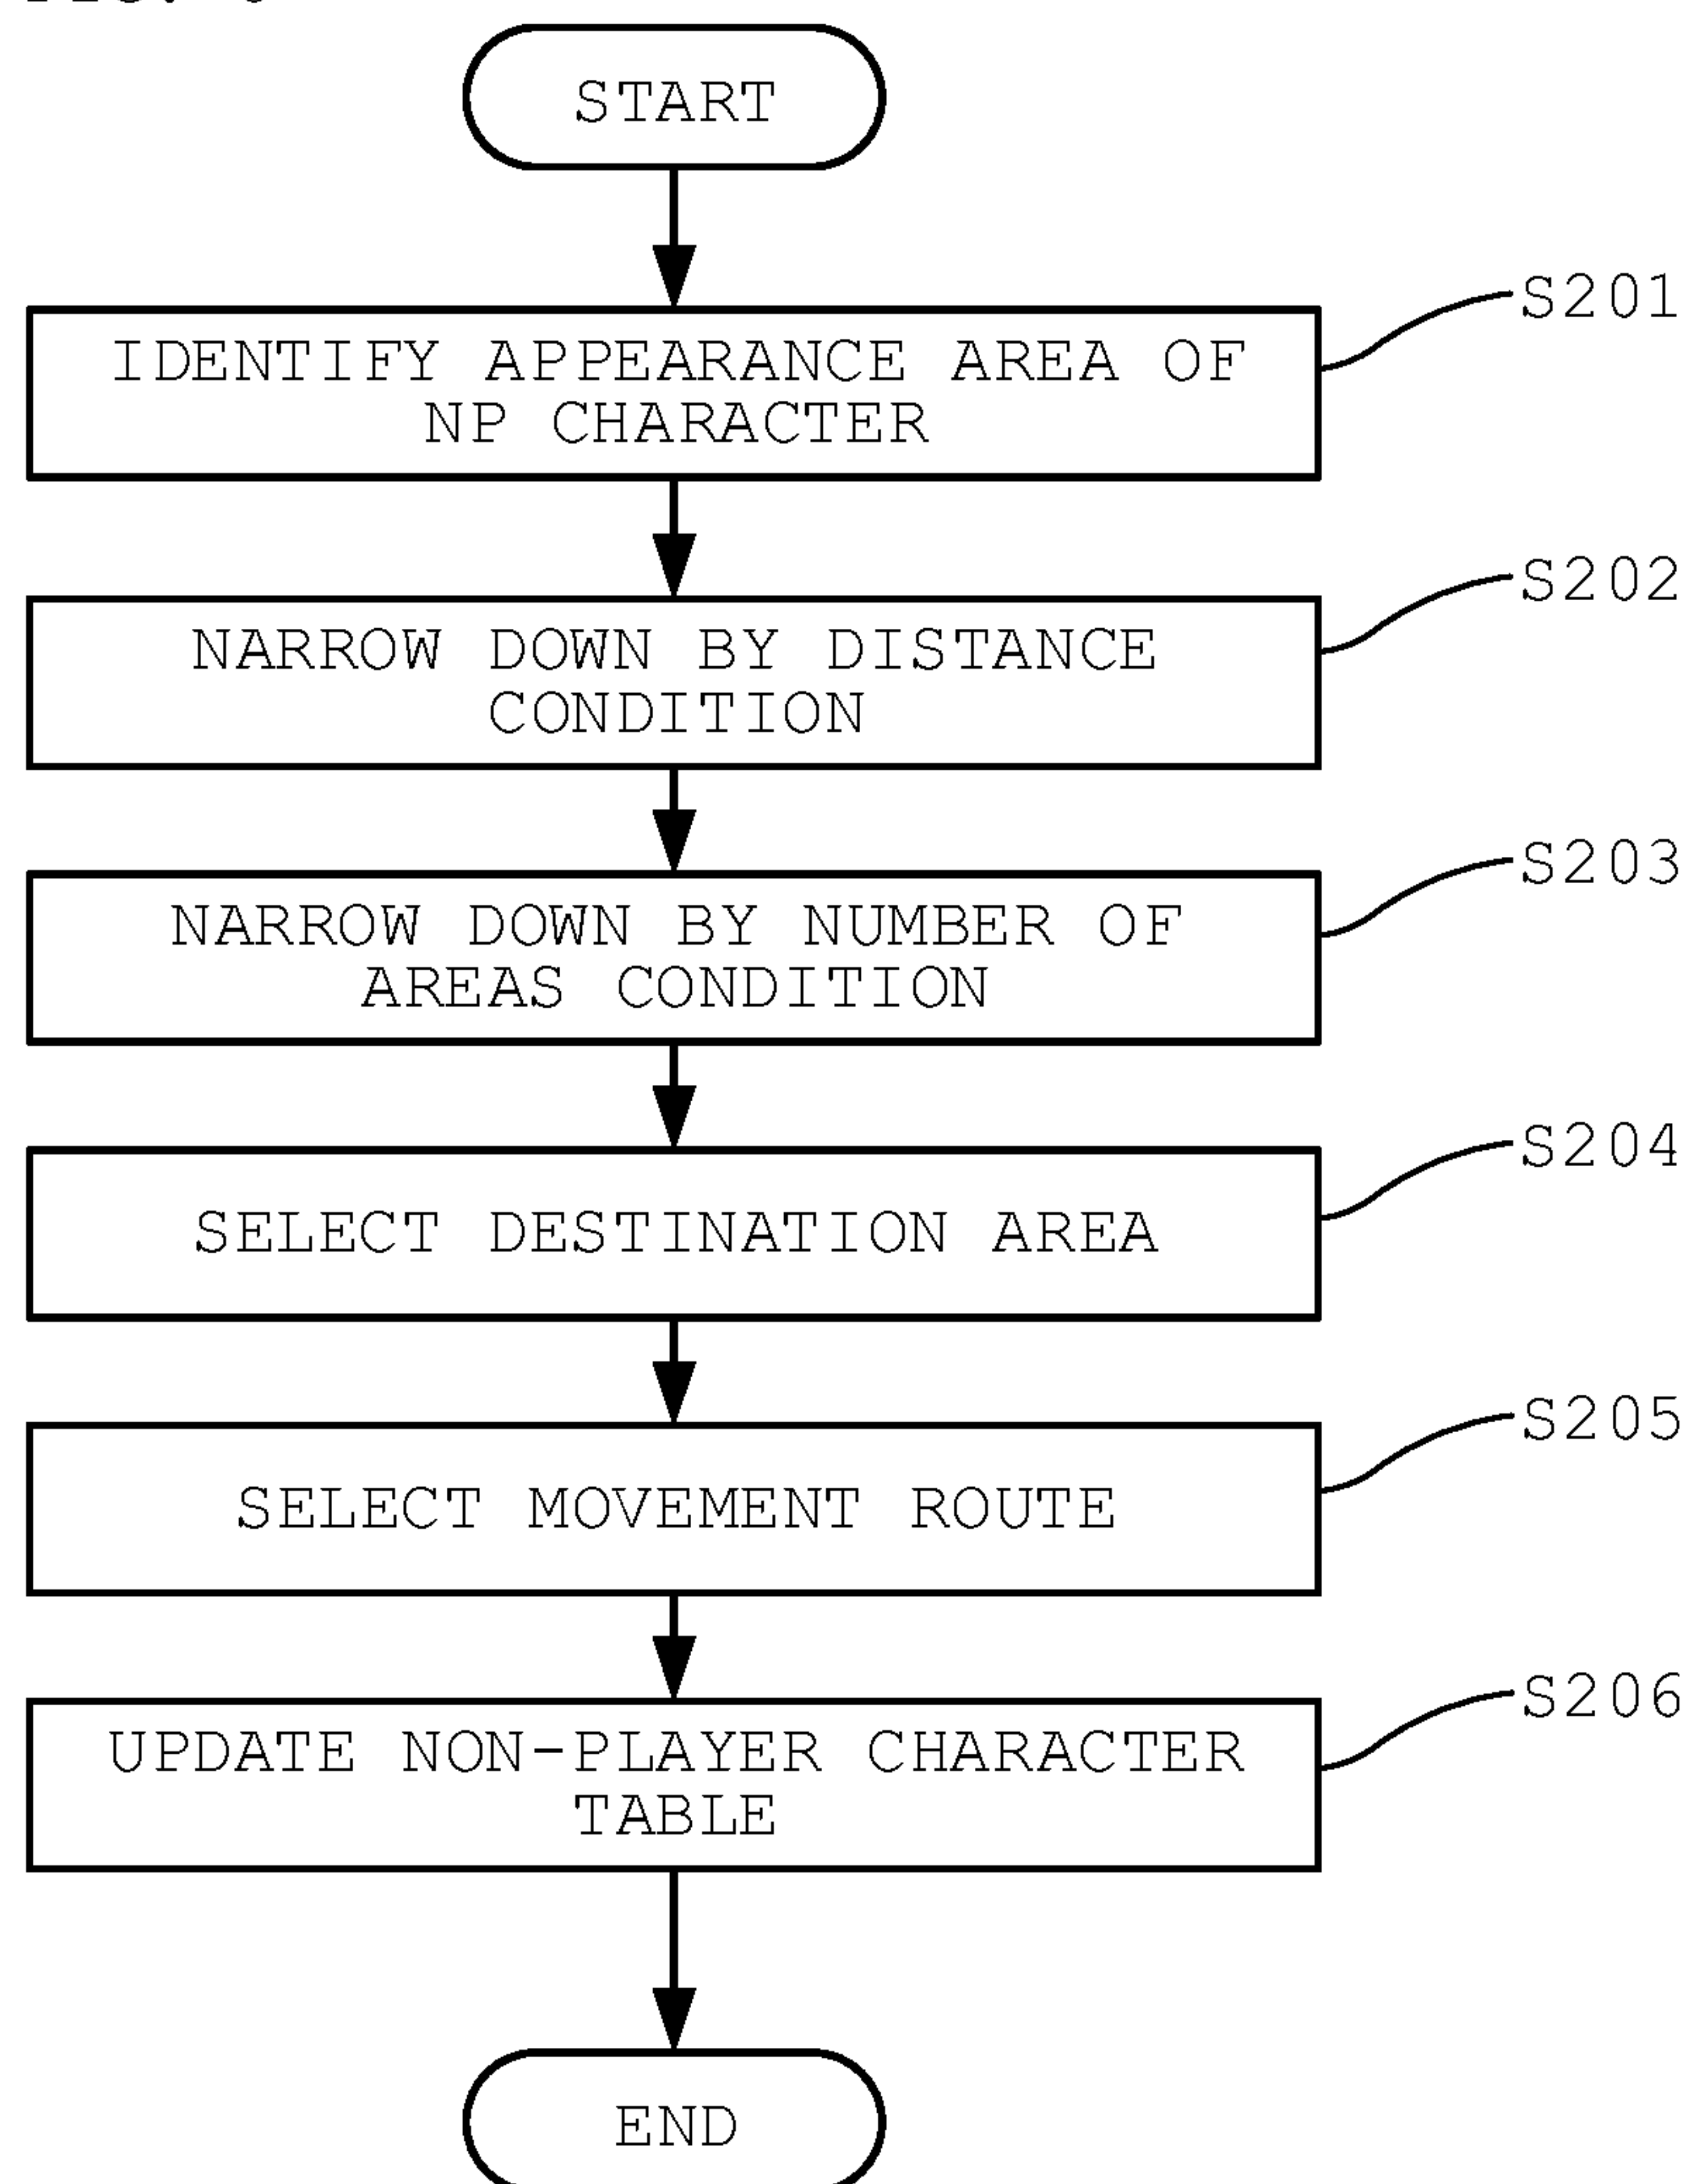 START
S201
IDENTIFY APPEARANCE AREA OF
NP CHARACTER
S202
NARROW DOWN BY DISTANCE
CONDITION
S203
NARROW DOWN BY NUMBER OF
AREAS CONDITION
S204
SELECT DESTINATION AREA
S205
SELECT MOVEMENT ROUTE
S206
UPDATE NON-PLAYER CHARACTER
TABLE
END